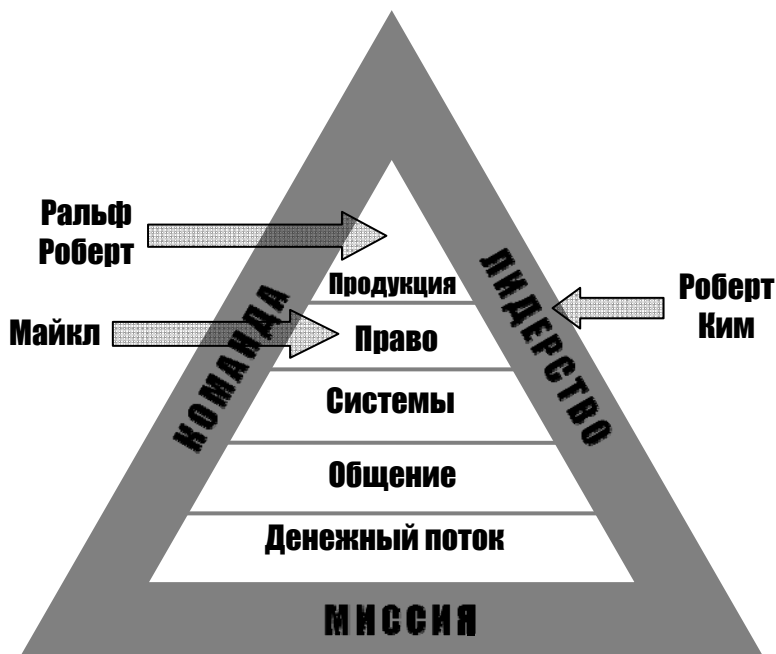 Ральф
Роберт
Продукция
Роберт
Ким
Майкл
Право
КОМАНДА
ЛИДЕРСТВО
Системы
Общение
Денежный поток
МИССИЯ